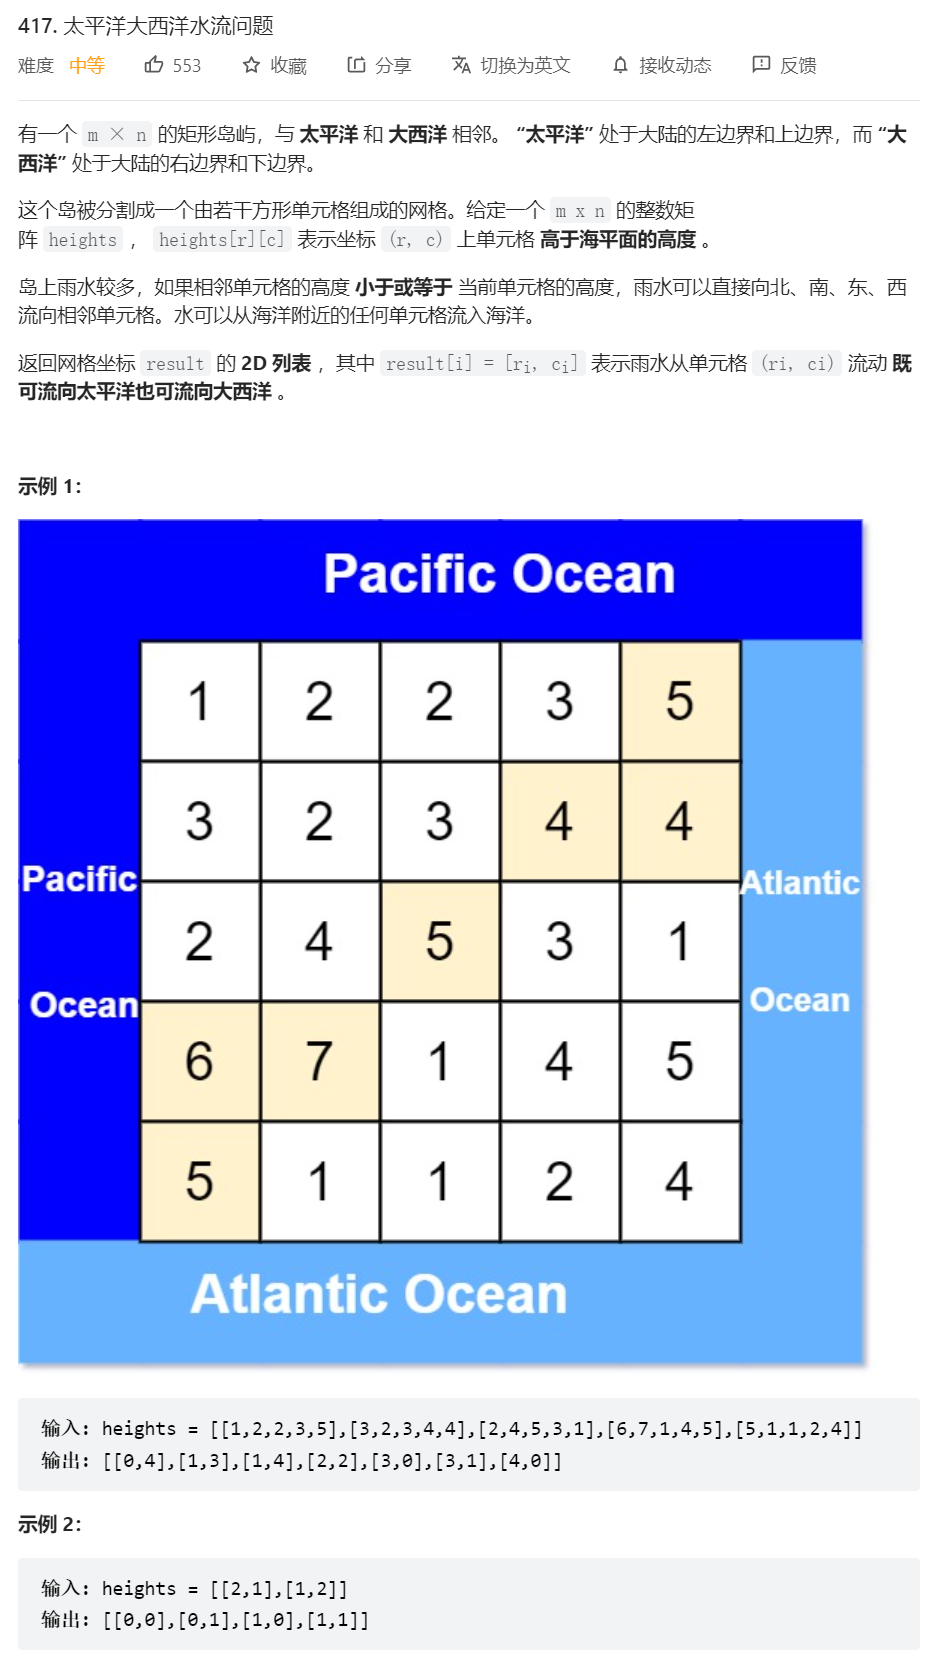 417. 太平洋大西洋水流问题
难度 中等 553 收藏 分享 切换为英文 接收动态 反馈
有一个 m × n 的矩形岛屿，与 太平洋 和 大西洋 相邻。 “太平洋” 处于大陆的左边界和上边界，而 “大
西洋” 处于大陆的右边界和下边界。
这个岛被分割成一个由若干方形单元格组成的网格。给定一个 m x n 的整数矩
阵 heights ， heights[r][c] 表示坐标 (r, c) 上单元格 高于海平面的高度 。
岛上雨水较多，如果相邻单元格的高度 小于或等于 当前单元格的高度，雨水可以直接向北、南、东、西
流向相邻单元格。水可以从海洋附近的任何单元格流入海洋。
返回网格坐标 result 的 2D 列表 ，其中 result[i] = [ri, ci] 表示雨水从单元格 (ri, ci) 流动 既
可流向太平洋也可流向大西洋 。
示例 1：
Pacific Ocean
1 2 2 3 5
3 2 3 4 4
Pacific Atlantic
2 4 5 3 1
Ocean Ocean
6 7 1 4 5
5 1 1 2 4
Atlantic Ocean
输入: heights = [[1,2,2,3,5],[3,2,3,4,4],[2,4,5,3,1],[6,7,1,4,5],[5,1,1,2,4]]
输出: [[0,4],[1,3],[1,4],[2,2],[3,0],[3,1],[4,0]]
示例 2：
输入: heights = [[2,1],[1,2]]
输出: [[0,0],[0,1],[1,0],[1,1]]